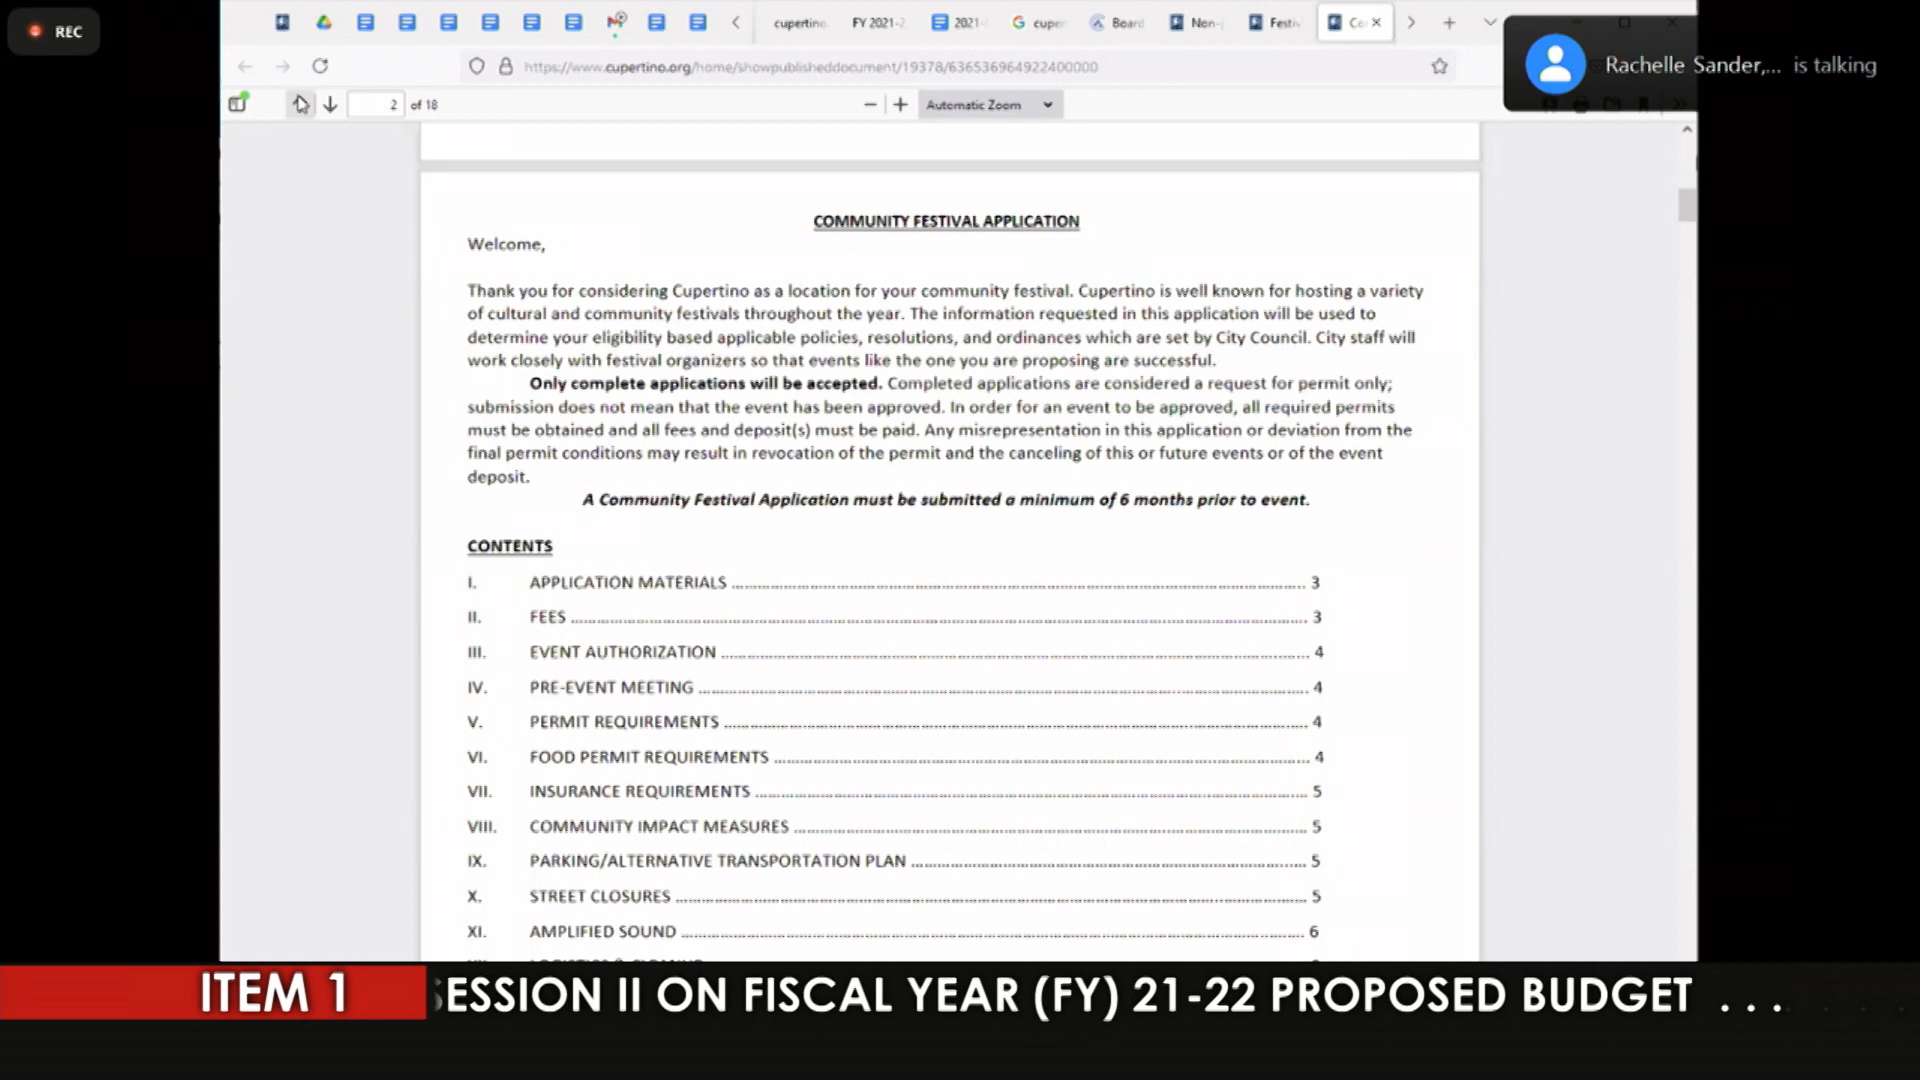 REC
cupertino.
FY 2021-2
2021-
cuper
Board
Non-
Festiv
Co
Rachelle Sander,... is talking
https://www.cupertino.org/home/showpublisheddocument/19378/636536964922400000
2 of 18
Automatic Zoom
COMMUNITY FESTIVAL APPLICATION
Welcome,
Thank you for considering Cupertino as a location for your community festival. Cupertino is well known for hosting a variety
of cultural and community festivals throughout the year. The information requested in this application will be used to
determine your eligibility based applicable policies, resolutions, and ordinances which are set by City Council. City staff will
work closely with festival organizers so that events like the one you are proposing are successful.
Only complete applications will be accepted. Completed applications are considered a request for permit only;
submission does not mean that the event has been approved. In order for an event to be approved, all required permits
must be obtained and all fees and deposit(s) must be paid. Any misrepresentation in this application or deviation from the
final permit conditions may result in revocation of the permit and the canceling of this or future events or of the event
deposit.
A Community Festival Application must be submitted a minimum of 6 months prior to event.
CONTENTS
I. APPLICATION MATERIALS 3
II. FEES 3
III. EVENT AUTHORIZATION 4
IV. PRE-EVENT MEETING 4
V. PERMIT REQUIREMENTS 4
VI. FOOD PERMIT REQUIREMENTS 4
VII. INSURANCE REQUIREMENTS 5
VIII. COMMUNITY IMPACT MEASURES 5
IX. PARKING/ALTERNATIVE TRANSPORTATION PLAN 5
X. STREET CLOSURES 5
XI. AMPLIFIED SOUND 6
ITEM 1
SESSION II ON FISCAL YEAR (FY) 21-22 PROPOSED BUDGET ...